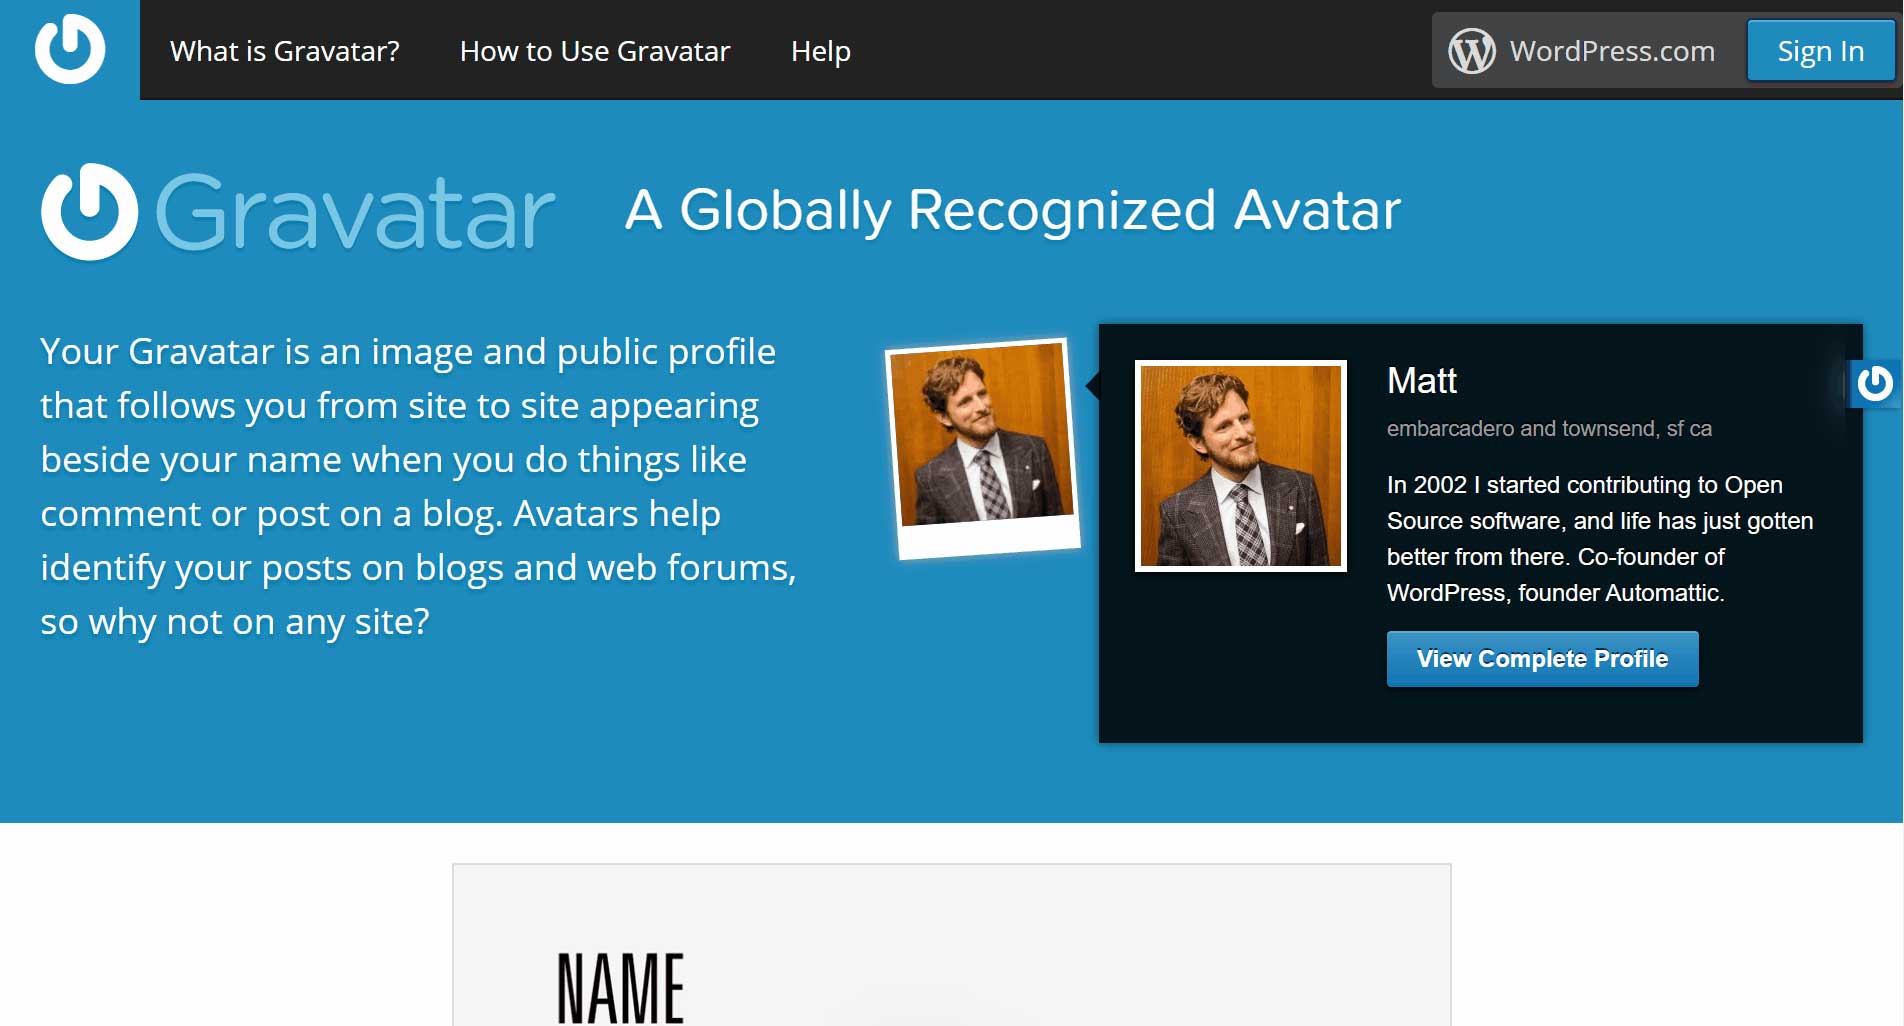 What is Gravatar? How to Use Gravatar Help WordPress.com Sign In
Gravatar A Globally Recognized Avatar
Your Gravatar is an image and public profile
that follows you from site to site appearing
beside your name when you do things like
comment or post on a blog. Avatars help
identify your posts on blogs and web forums,
so why not on any site?
Matt
embarcadero and townsend, sf ca
In 2002 I started contributing to Open
Source software, and life has just gotten
better from there. Co-founder of
WordPress, founder Automattic.
View Complete Profile
NAME